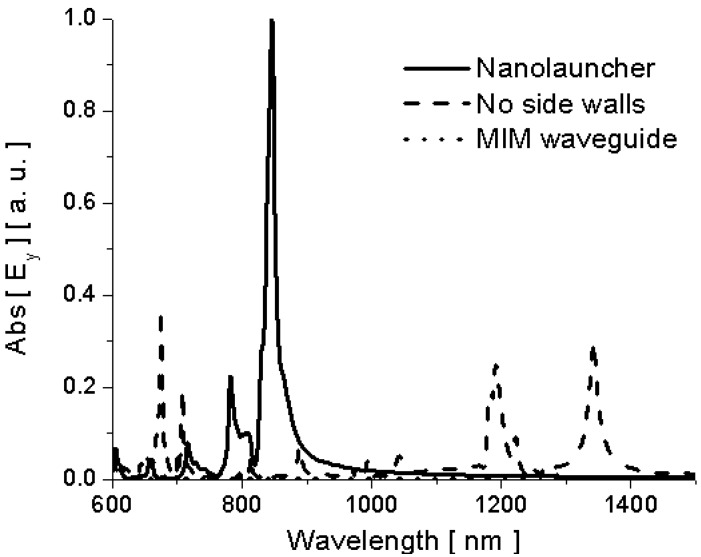 1.0
0.8
0.6
0.4
0.2
0.0
Abs [ E_y ] [ a. u. ]
Nanolauncher
No side walls
MIM waveguide
600 800 1000 1200 1400
Wavelength [ nm ]